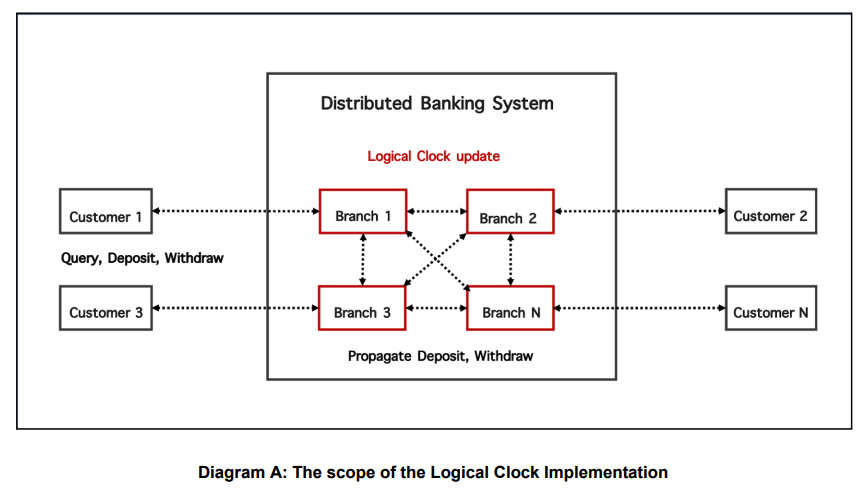 Distributed Banking System
Logical Clock update
Customer 1
Branch 1
Branch 2
Customer 2
Query, Deposit, Withdraw
Customer 3
Branch 3
Branch N
Customer N
Propagate Deposit, Withdraw
Diagram A: The scope of the Logical Clock Implementation